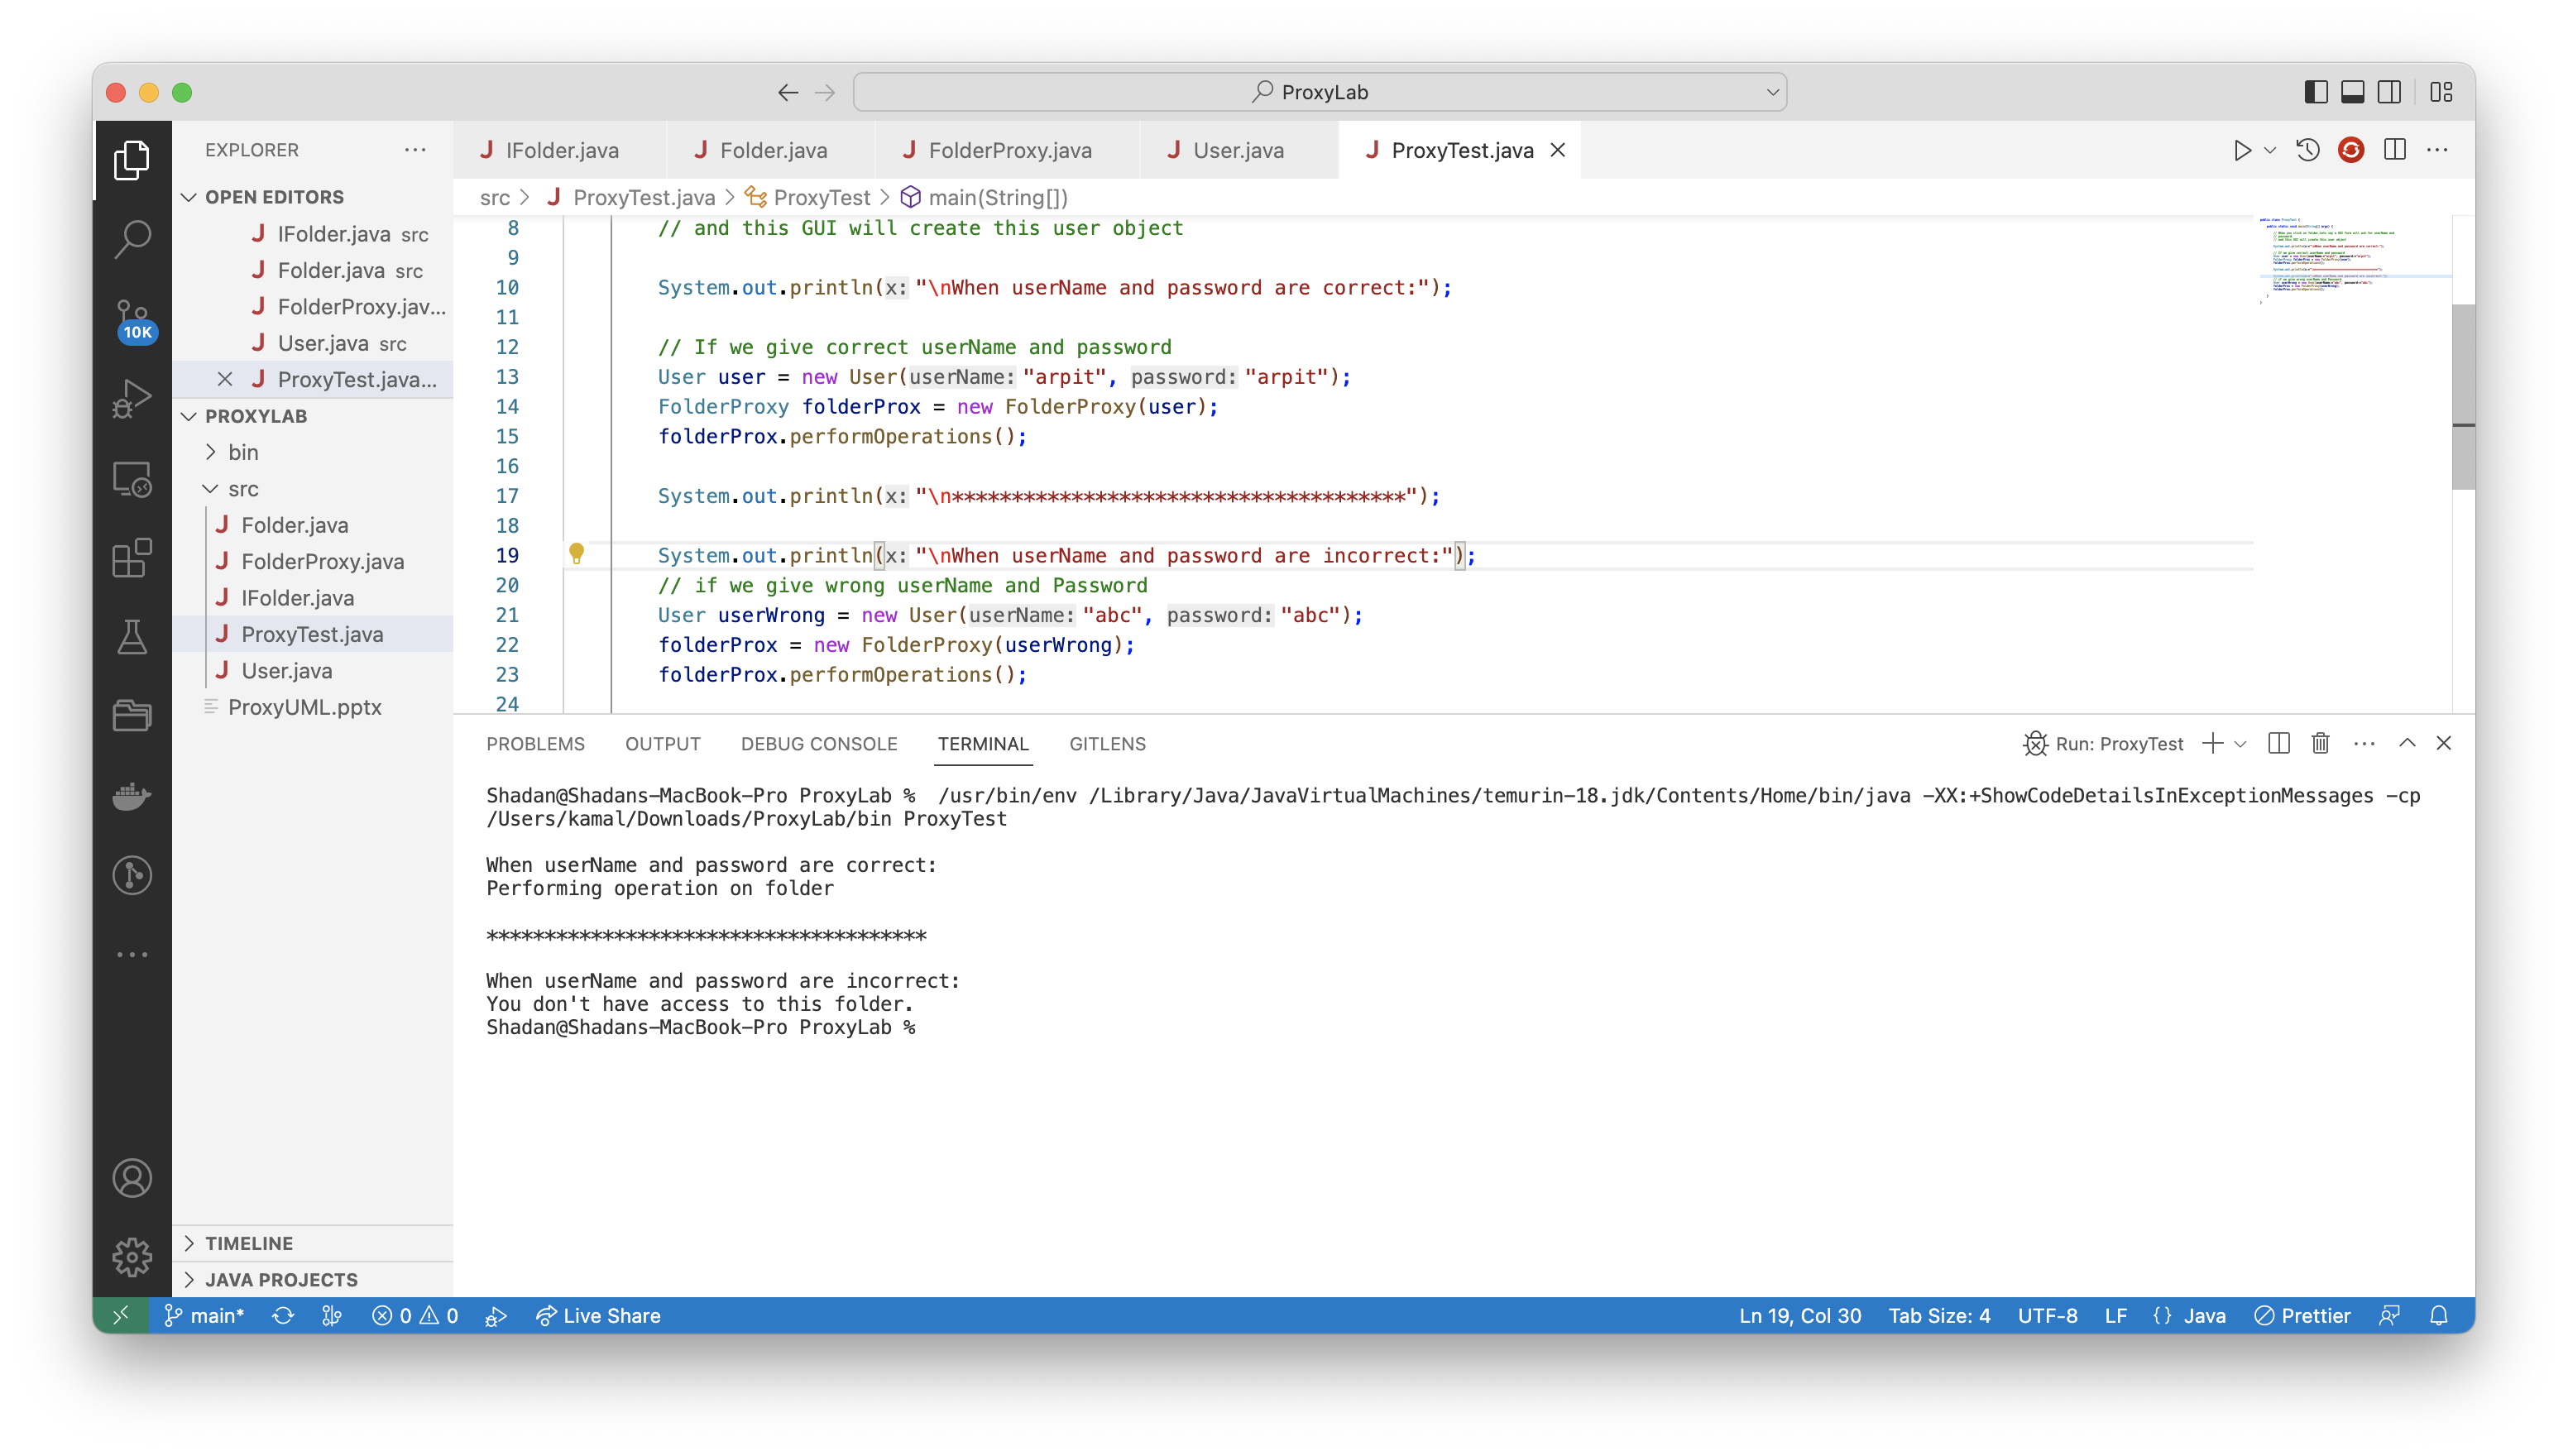 ProxyLab
EXPLORER
IFolder.java
Folder.java
FolderProxy.java
User.java
ProxyTest.java
OPEN EDITORS
IFolder.java src
Folder.java src
FolderProxy.jav...
User.java src
ProxyTest.java...
PROXYLAB
bin
src
Folder.java
FolderProxy.java
IFolder.java
ProxyTest.java
User.java
ProxyUML.pptx
TIMELINE
JAVA PROJECTS
10K
src > ProxyTest.java > ProxyTest > main(String[])
8 // and this GUI will create this user object
9
10 System.out.println(x: "\nWhen userName and password are correct:");
11
12 // If we give correct userName and password
13 User user = new User(userName: "arpit", password: "arpit");
14 FolderProxy folderProx = new FolderProxy(user);
15 folderProx.performOperations();
16
17 System.out.println(x: "\n**************************************");
18
19 System.out.println(x: "\nWhen userName and password are incorrect:");
20 // if we give wrong userName and Password
21 User userWrong = new User(userName: "abc", password: "abc");
22 folderProx = new FolderProxy(userWrong);
23 folderProx.performOperations();
24
PROBLEMS OUTPUT DEBUG CONSOLE TERMINAL GITLENS
Run: ProxyTest
Shadan@Shadans-MacBook-Pro ProxyLab % /usr/bin/env /Library/Java/JavaVirtualMachines/temurin-18.jdk/Contents/Home/bin/java -XX:+ShowCodeDetailsInExceptionMessages -cp
/Users/kamal/Downloads/ProxyLab/bin ProxyTest
When userName and password are correct:
Performing operation on folder
**************************************
When userName and password are incorrect:
You don't have access to this folder.
Shadan@Shadans-MacBook-Pro ProxyLab %
main* 0 0 Live Share
Ln 19, Col 30 Tab Size: 4 UTF-8 LF {} Java Prettier